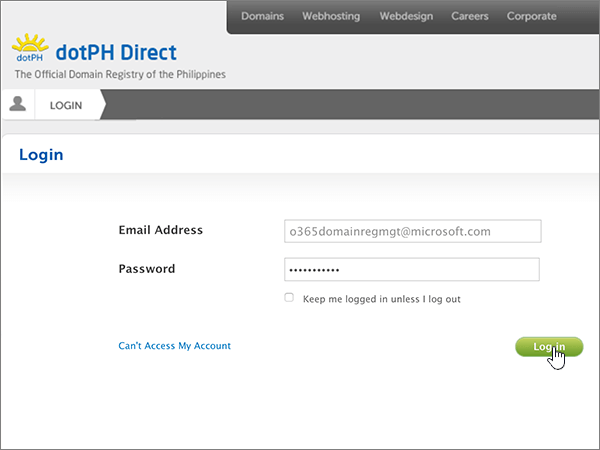 Domains Webhosting Webdesign Careers Corporate
dotPH dotPH Direct
The Official Domain Registry of the Philippines
LOGIN
Login
Email Address o365domainregmgt@microsoft.com
Password •••••••••••
Keep me logged in unless I log out
Can't Access My Account Log in